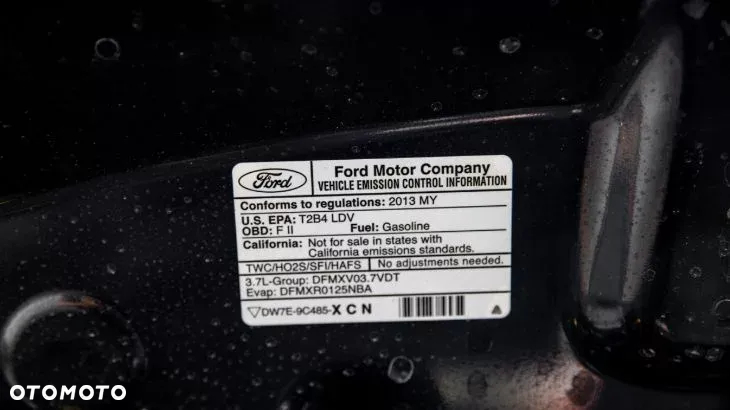 Ford
Ford Motor Company
VEHICLE EMISSION CONTROL INFORMATION
Conforms to regulations: 2013 MY
U.S. EPA: T2B4 LDV
OBD: F II Fuel: Gasoline
California: Not for sale in states with
California emissions standards.
TWC/HO2S/SFI/HAFS No adjustments needed.
3.7L-Group: DFMXV03.7VDT
Evap: DFMXR0125NBA
DW7E-9C485-X C N
OTOMOTO